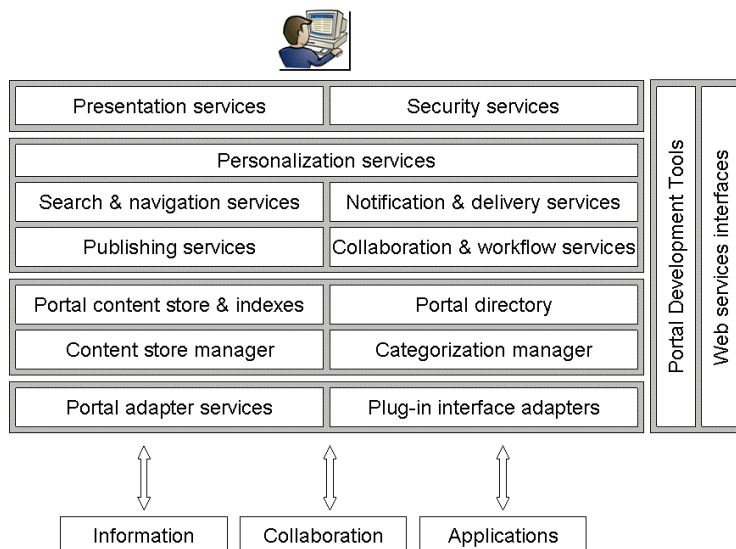 Presentation services
Security services
Personalization services
Search & navigation services
Notification & delivery services
Publishing services
Collaboration & workflow services
Portal content store & indexes
Portal directory
Content store manager
Categorization manager
Portal adapter services
Plug-in interface adapters
Portal Development Tools
Web services interfaces
Information
Collaboration
Applications